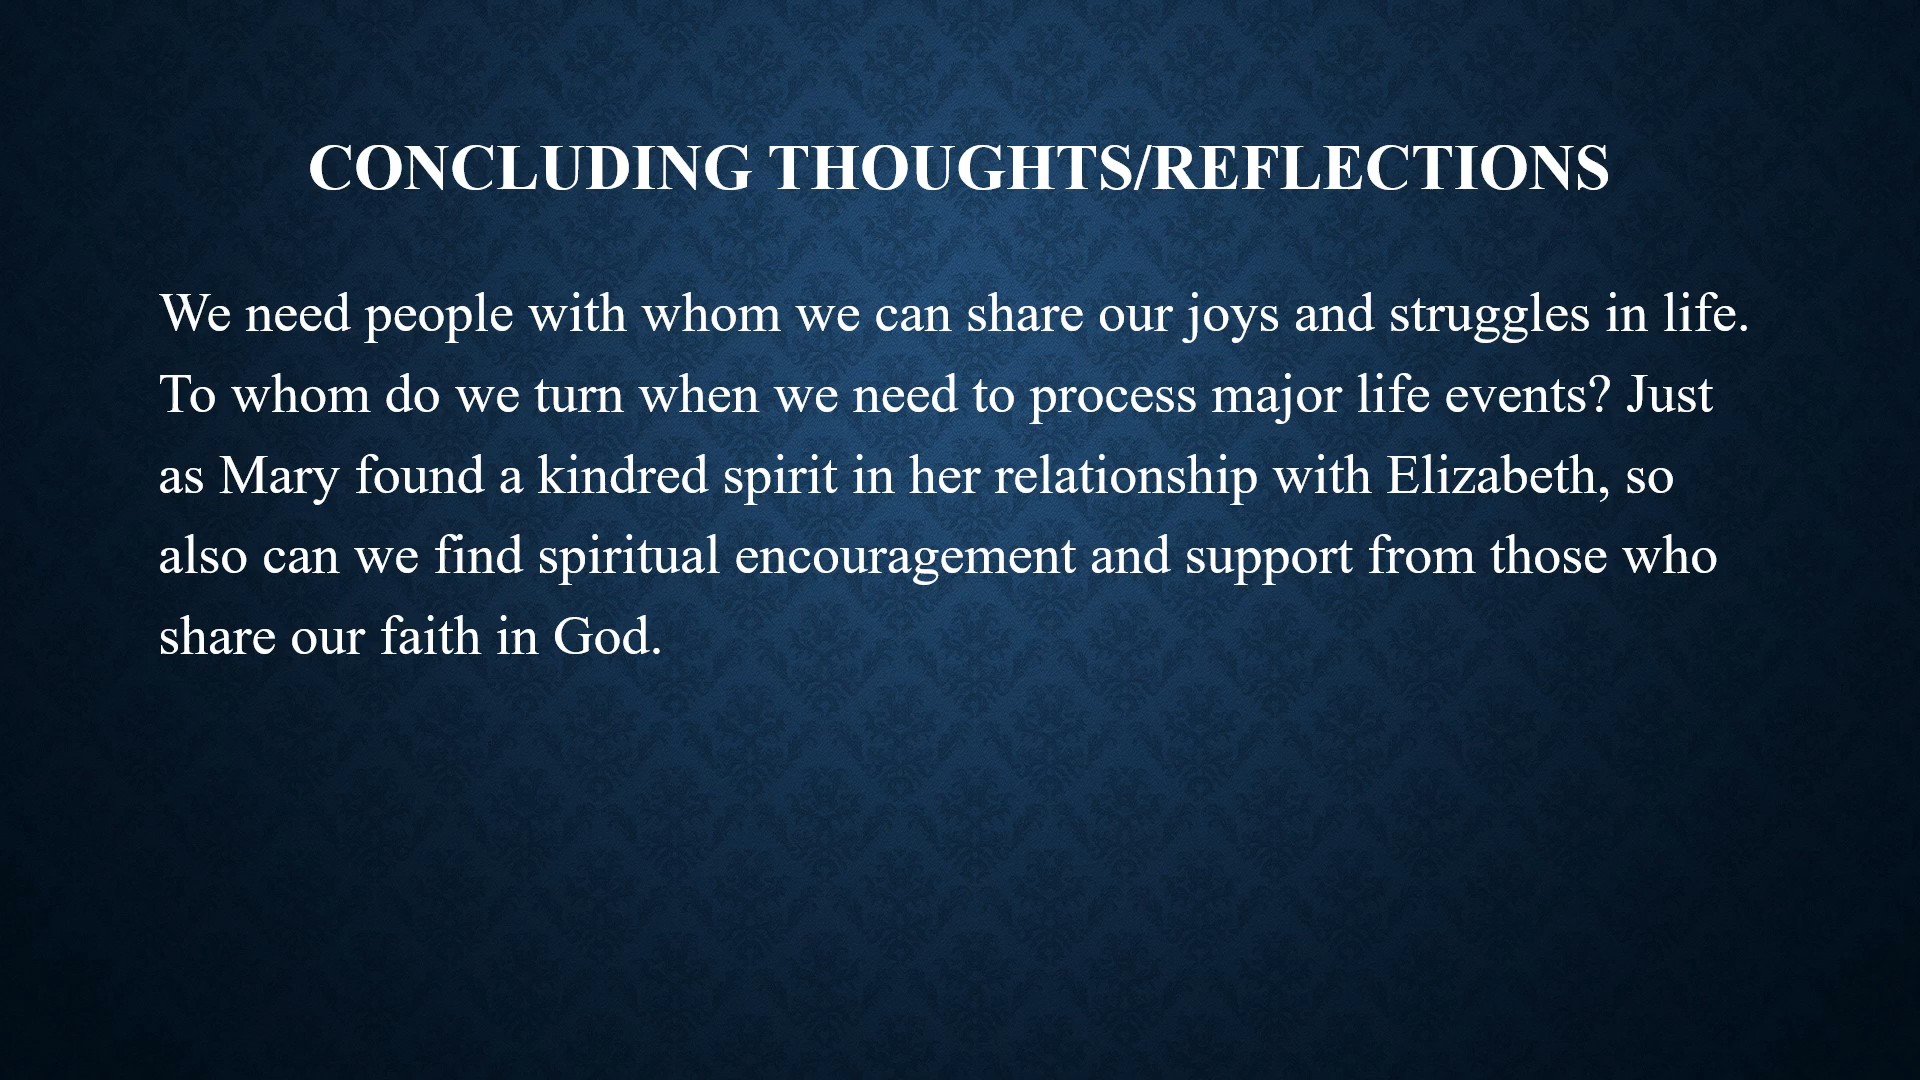 CONCLUDING THOUGHTS/REFLECTIONS
We need people with whom we can share our joys and struggles in life.
To whom do we turn when we need to process major life events? Just
as Mary found a kindred spirit in her relationship with Elizabeth, so
also can we find spiritual encouragement and support from those who
share our faith in God.